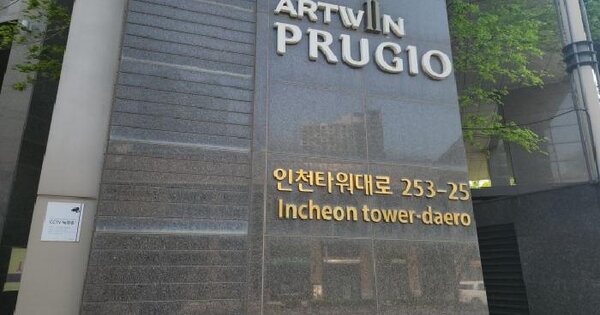 ARTWIN
PRUGIO
인천타워대로 253-25
Incheon tower-daero